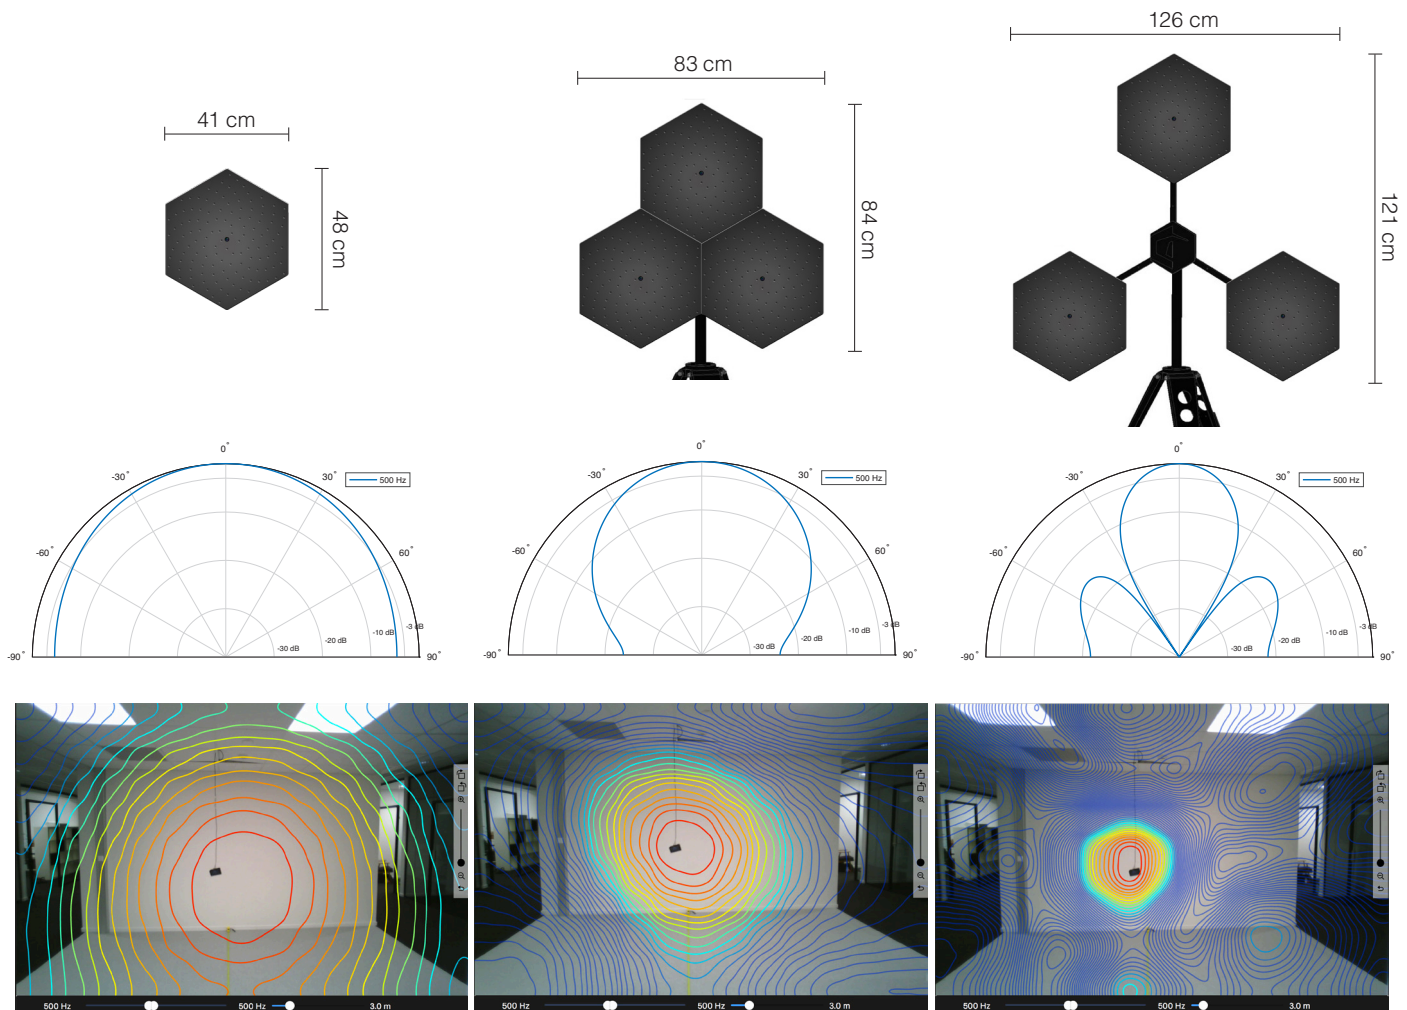 126 cm
83 cm
41 cm
48 cm
84 cm
121 cm
0°
-30°
30°
500 Hz
-60°
60°
-3 dB
-10 dB
-20 dB
-30 dB
-90°
90°
0°
-30°
30°
500 Hz
-60°
60°
-3 dB
-10 dB
-20 dB
-30 dB
-90°
90°
0°
-30°
30°
500 Hz
-60°
60°
-3 dB
-10 dB
-20 dB
-30 dB
-90°
90°
500 Hz 500 Hz 3.0 m
500 Hz 500 Hz 3.0 m
500 Hz 500 Hz 3.0 m